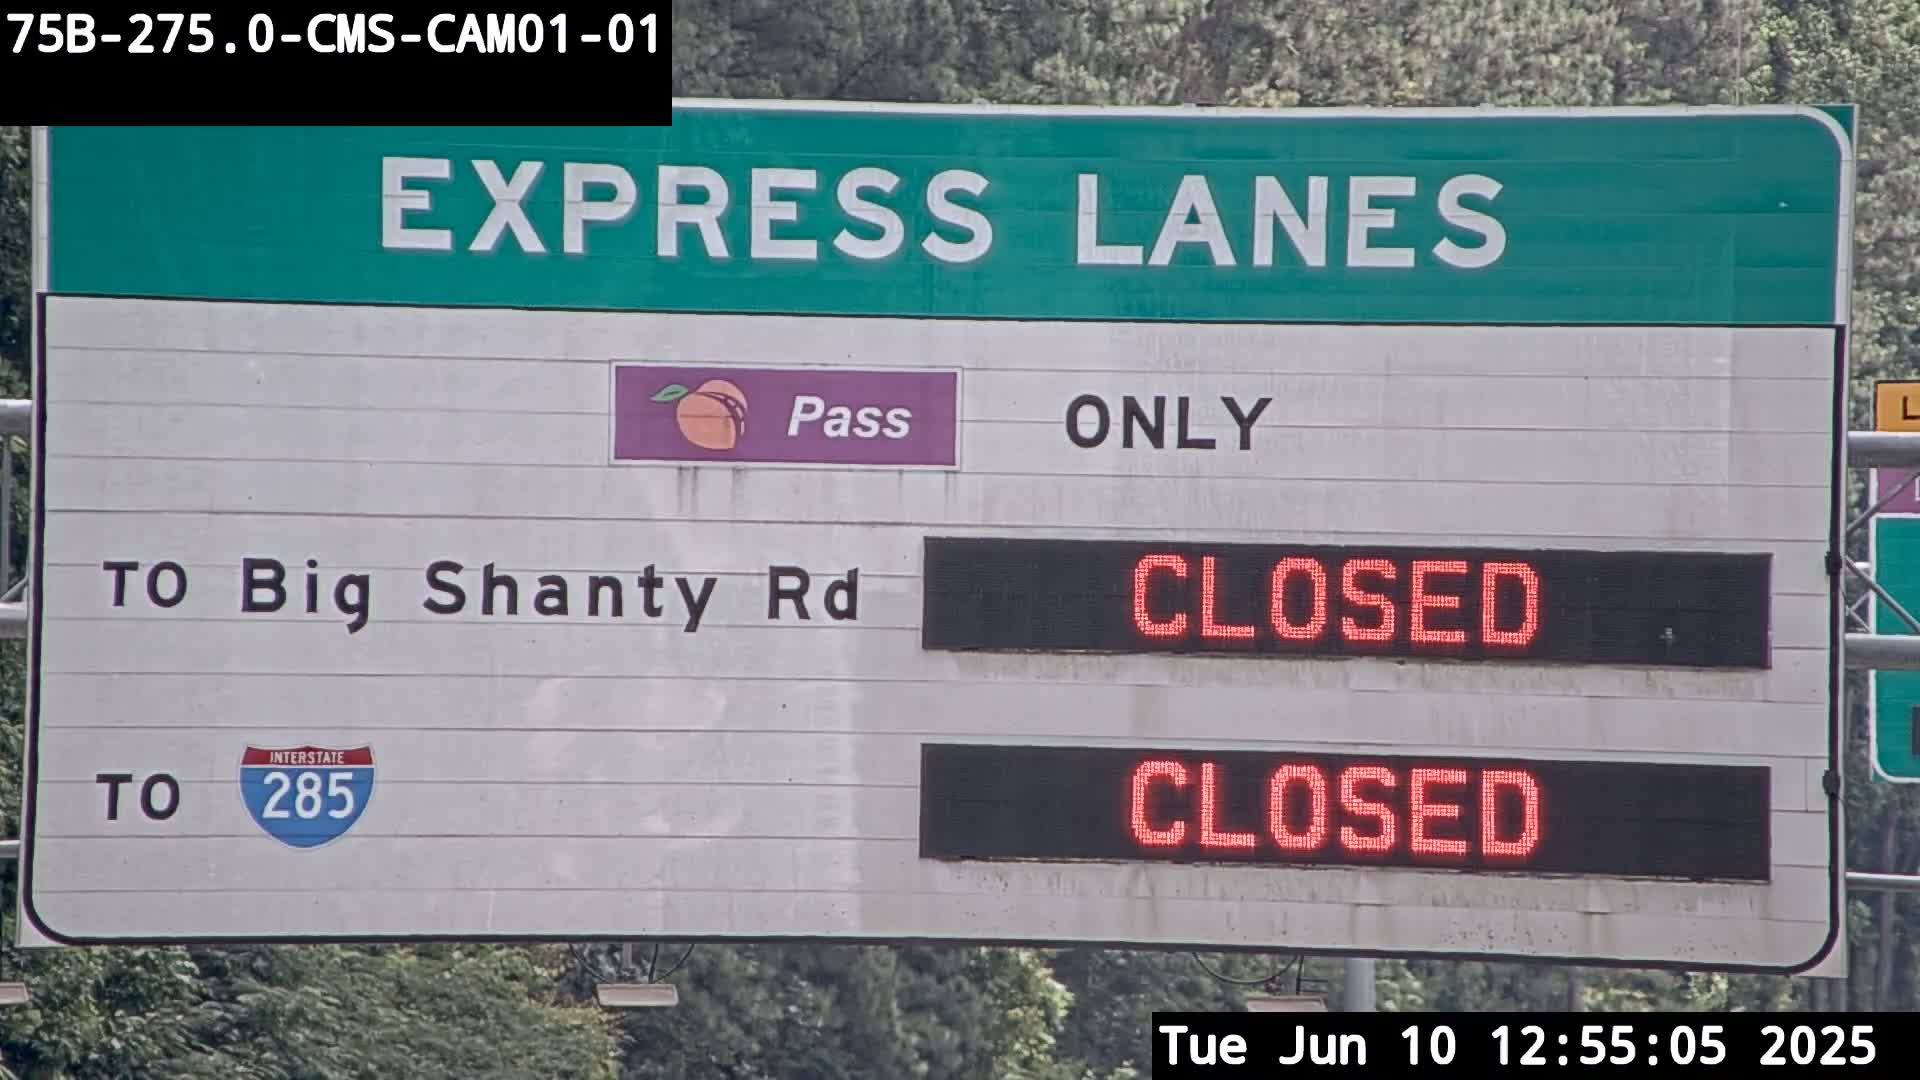 75B-275.0-CMS-CAM01-01
EXPRESS LANES
Pass ONLY
TO Big Shanty Rd CLOSED
TO INTERSTATE 285 CLOSED
Tue Jun 10 12:55:05 2025